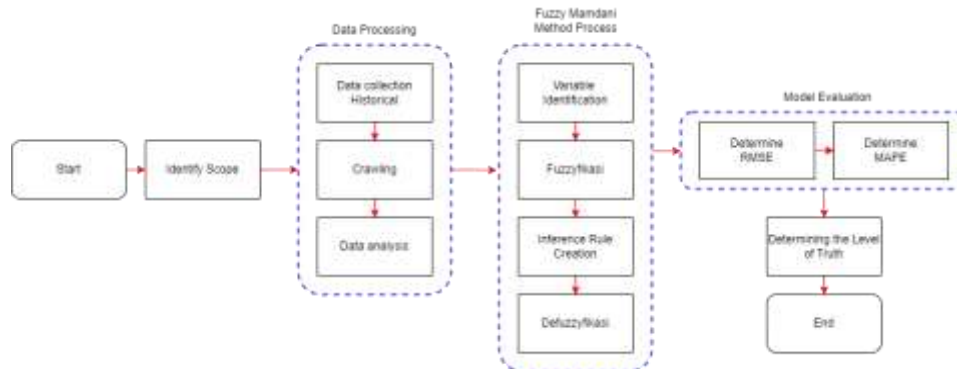 Start
Identify Scope
Data Processing
Data collection
Historical
Crawling
Data analysis
Fuzzy Mamdani
Method Process
Variable
Identification
Fuzzyfikasi
Inference Rule
Creation
Defuzzyfikasi
Model Evaluation
Determine
RMSE
Determine
MAPE
Determining the Level
of Truth
End